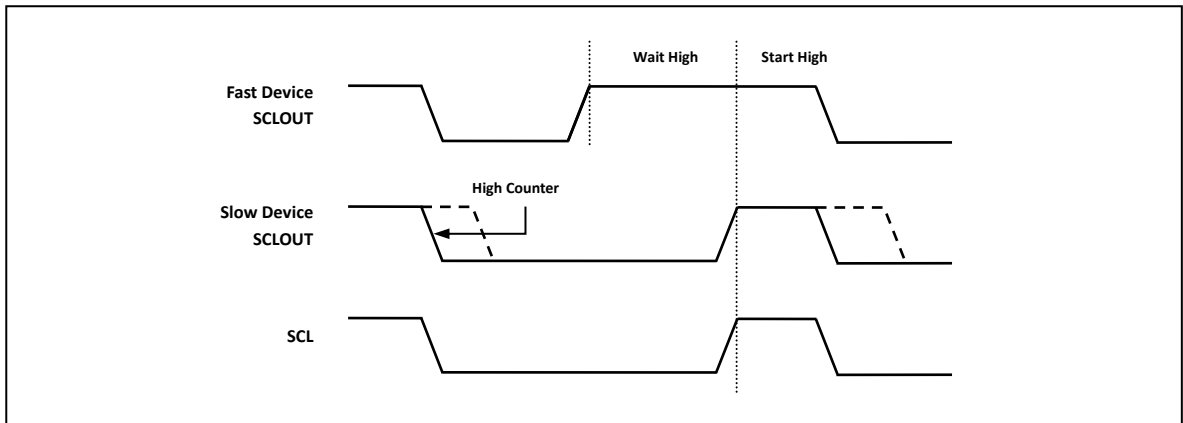 Wait High
Start High
Fast Device
SCLOUT
High Counter
Slow Device
SCLOUT
SCL